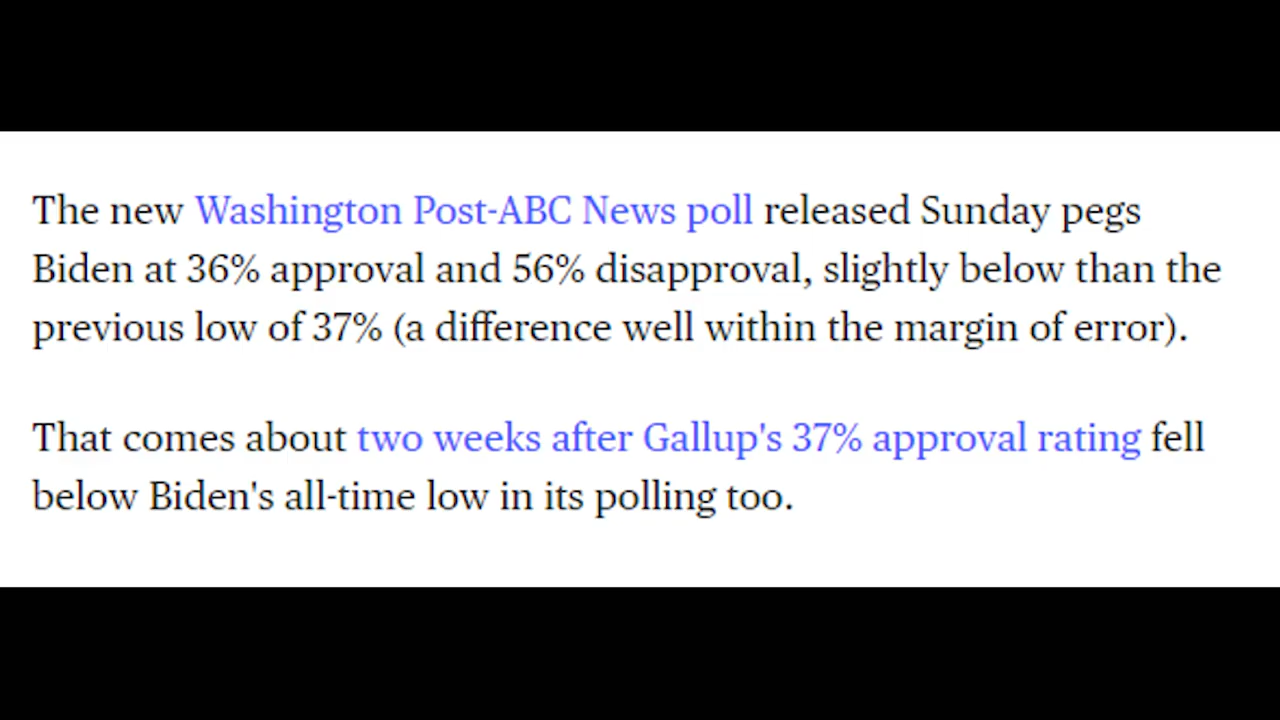 The new Washington Post-ABC News poll released Sunday pegs
Biden at 36% approval and 56% disapproval, slightly below than the
previous low of 37% (a difference well within the margin of error).
That comes about two weeks after Gallup's 37% approval rating fell
below Biden's all-time low in its polling too.